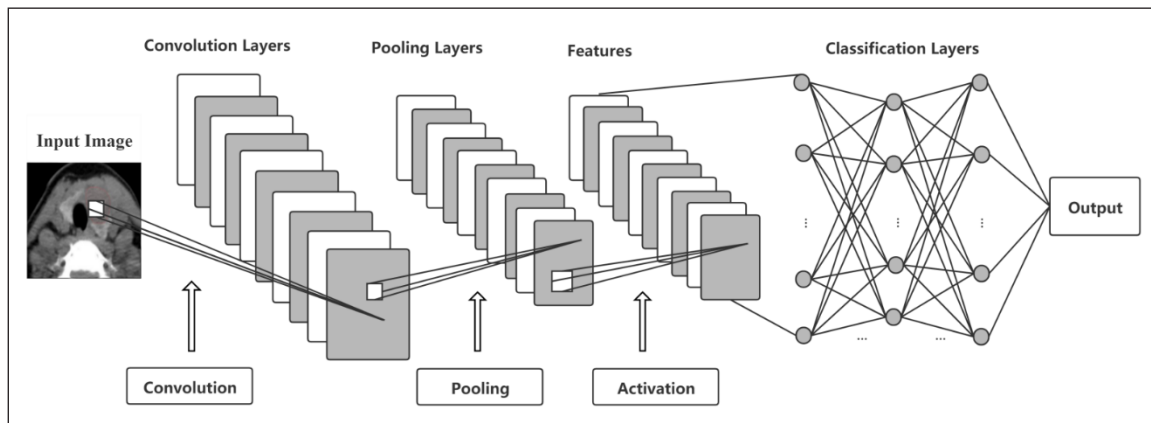 Convolution Layers
Pooling Layers
Features
Classification Layers
Input Image
Output
...
...
...
...
...
Convolution
Pooling
Activation